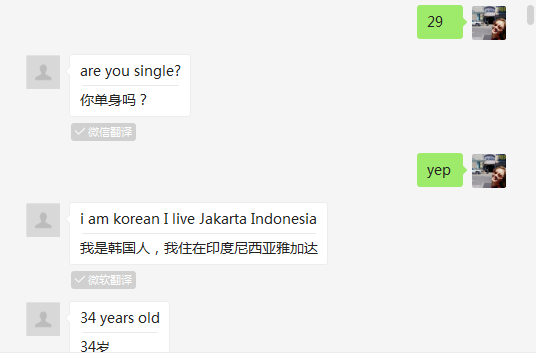 29
are you single?
你单身吗？
微信翻译
yep
i am korean I live Jakarta Indonesia
我是韩国人，我住在印度尼西亚雅加达
微软翻译
34 years old
34岁